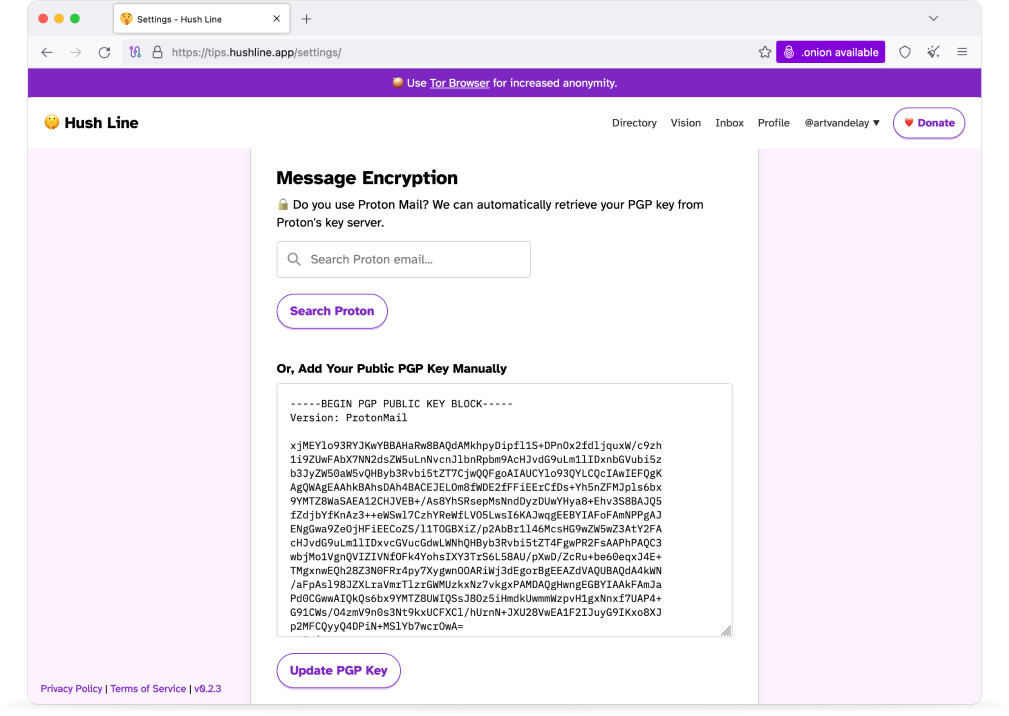 Settings - Hush Line
https://tips.hushline.app/settings/
.onion available
Use Tor Browser for increased anonymity.
Hush Line
Directory Vision Inbox Profile @artvandelay ▼ Donate
Message Encryption
Do you use Proton Mail? We can automatically retrieve your PGP key from
Proton's key server.
Search Proton email...
Search Proton
Or, Add Your Public PGP Key Manually
-----BEGIN PGP PUBLIC KEY BLOCK-----
Version: ProtonMail
xjMEYlo93RYJKwYBBAHaRw8BAQdAMkhpyDipfl1S+DPnOx2fdljquxW/c9zh
1i9ZUwFAbX7NN2dsZW5uLnNvcnJlbnRpbm9AcHJvdG9uLm1lIDxnbGVubi5z
b3JyZW50aW5vQHByb3Rvbi5tZT7CjwQQFgoAIAUCYlo93QYLCQcIAwIEFQgK
AgQWAgEAAhkBAhsDAh4BACEJELOm8fWDE2fFFiEErCfDs+Yh5nZFMJpls6bx
9YMTZ8WaSAEA12CHJVEB+/As8YhSRsepMsNndDyzDUwYHya8+Ehv3S8BAJQ5
fZdjbYfKnAz3++eWSwl7CzhYReWfLVO5LwsI6KAJwqgEEBYIAFoFAmNPPgAJ
ENgGwa9ZeOjHFiEECoZS/l1TOGBXiZ/p2AbBr1l46McsHG9wZW5wZ3AtY2FA
cHJvdG9uLm1lIDxvcGVucGdwLWNhQHByb3Rvbi5tZT4FgwPR2FsAAPhPAQC3
wbjMo1VgnQVIZIVNfOFk4YohsIXY3TrS6L58AU/pXwD/ZcRu+be60eqxJ4E+
TMgxnwEQh28Z3N0FRr4py7XygwnOOARiWj3dEgorBgEEAZdVAQUBAQdA4kWN
/aFpAsl98JZXLraVmrTlzrGWMUzkxNz7vkgxPAMDAQgHwngEGBYIAAkFAmJa
Pd0CGwwAIQkQs6bx9YMTZ8UWIQSsJ8Oz5iHmdkUwmmWzpvH1gxNnxf7UAP4+
G91CWs/O4zmV9n0s3Nt9kxUCFXCl/hUrnN+JXU28VwEA1F2IJuyG9IKxo8XJ
p2MFCQyyQ4DPiN+MSlYb7wcrOwA=
Update PGP Key
Privacy Policy | Terms of Service | v0.2.3